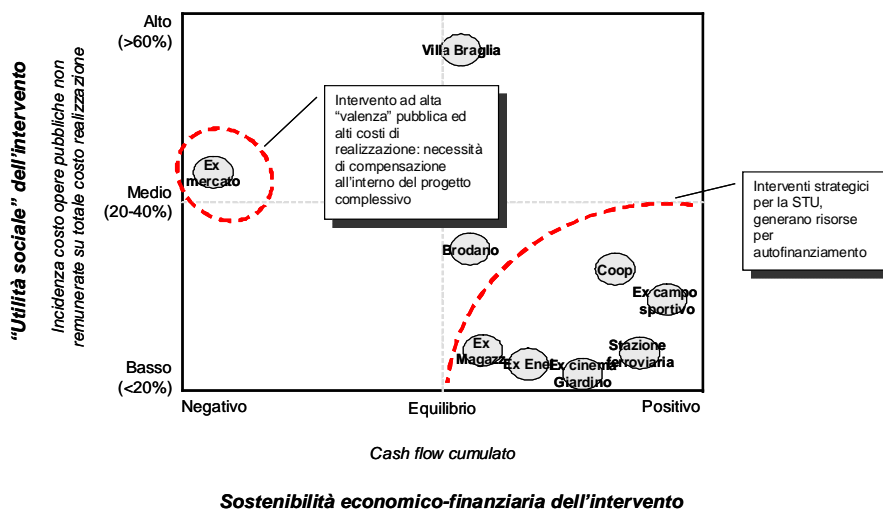 Alto
(>60%)
Villa Braglia
"Utilità sociale" dell'intervento
Incidenza costo opere pubbliche non
remunerate su totale costo realizzazione
Intervento ad alta
"valenza" pubblica ed
alti costi di
realizzazione: necessità
di compensazione
all'interno del progetto
complessivo
Ex
mercato
Medio
(20-40%)
Interventi strategici
per la STU,
generano risorse
per
autofinanziamento
Brodano
Coop
Ex campo
sportivo
Ex
Magazz
Ex Enel
Ex cinema
Giardino
Stazione
ferroviaria
Basso
(<20%)
Negativo
Equilibrio
Positivo
Cash flow cumulato
Sostenibilità economico-finanziaria dell'intervento